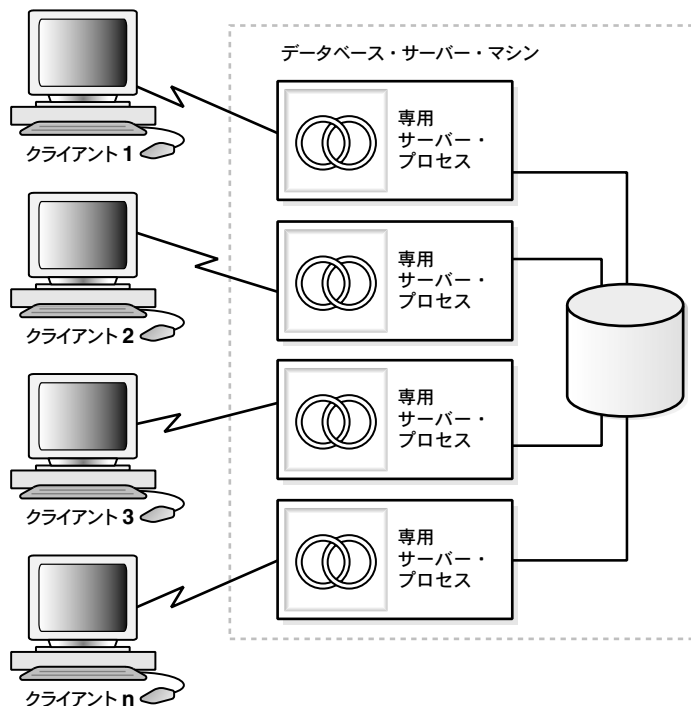 データベース・サーバー・マシン
クライアント 1
専用
サーバー・
プロセス
クライアント 2
専用
サーバー・
プロセス
クライアント 3
専用
サーバー・
プロセス
クライアント n
専用
サーバー・
プロセス